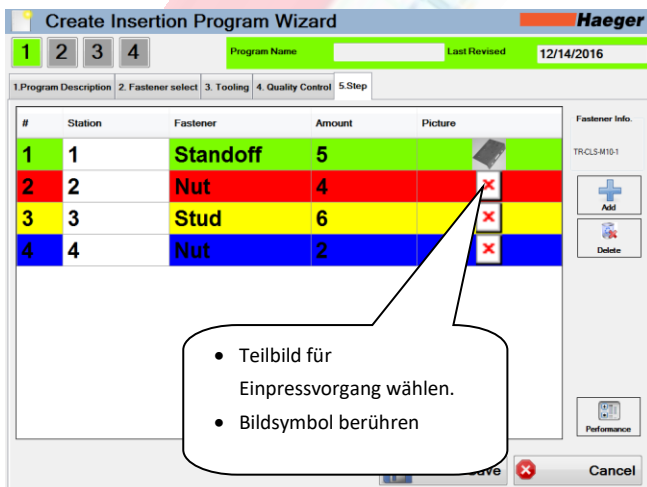 Create Insertion Program Wizard
Haeger
1 2 3 4
Program Name
Last Revised
12/14/2016
1.Program Description 2. Fastener select 3. Tooling 4. Quality Control 5.Step
# Station Fastener Amount Picture
Fastener Info.
1 1 Standoff 5
TR-CLS-M10-1
2 2 Nut 4
Add
3 3 Stud 6
Delete
4 4 Nut 2
• Teilbild für
Einpressvorgang wählen.
• Bildsymbol berühren
Performance
Cancel